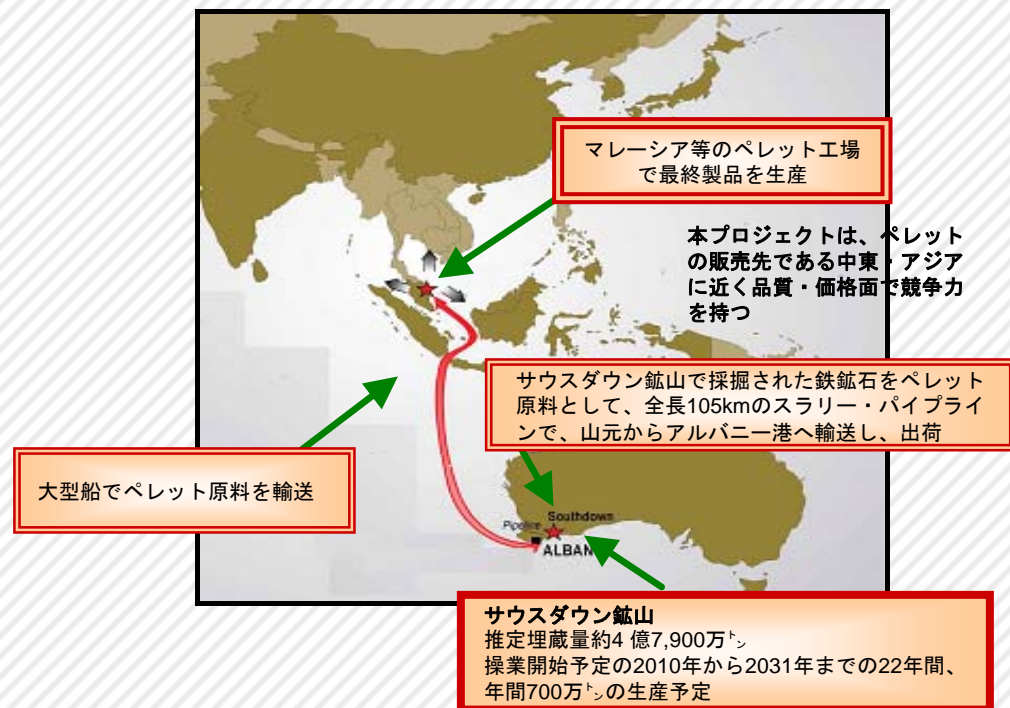 マレーシア等のペレット工場
で最終製品を生産
本プロジェクトは、ペレット
の販売先である中東・アジア
に近く品質・価格面で競争力
を持つ
サウスダウン鉱山で採掘された鉄鉱石をペレット
原料として、全長105kmのスラリー・パイプライ
ンで、山元からアルバニー港へ輸送し、出荷
大型船でペレット原料を輸送
Southdown
Pipeline
ALBAN
サウスダウン鉱山
推定埋蔵量約4 億7,900万㌧
操業開始予定の2010年から2031年までの22年間、
年間700万㌧の生産予定